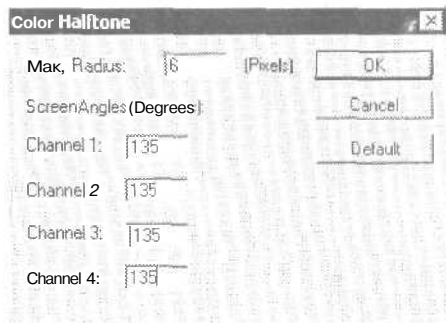 Color Halftone
Мак, Radius: 6 (Pixels) OK
Screen Angles (Degrees): Cancel
Channel 1: 135 Default
Channel 2 135
Channel 3: 135
Channel 4: 135